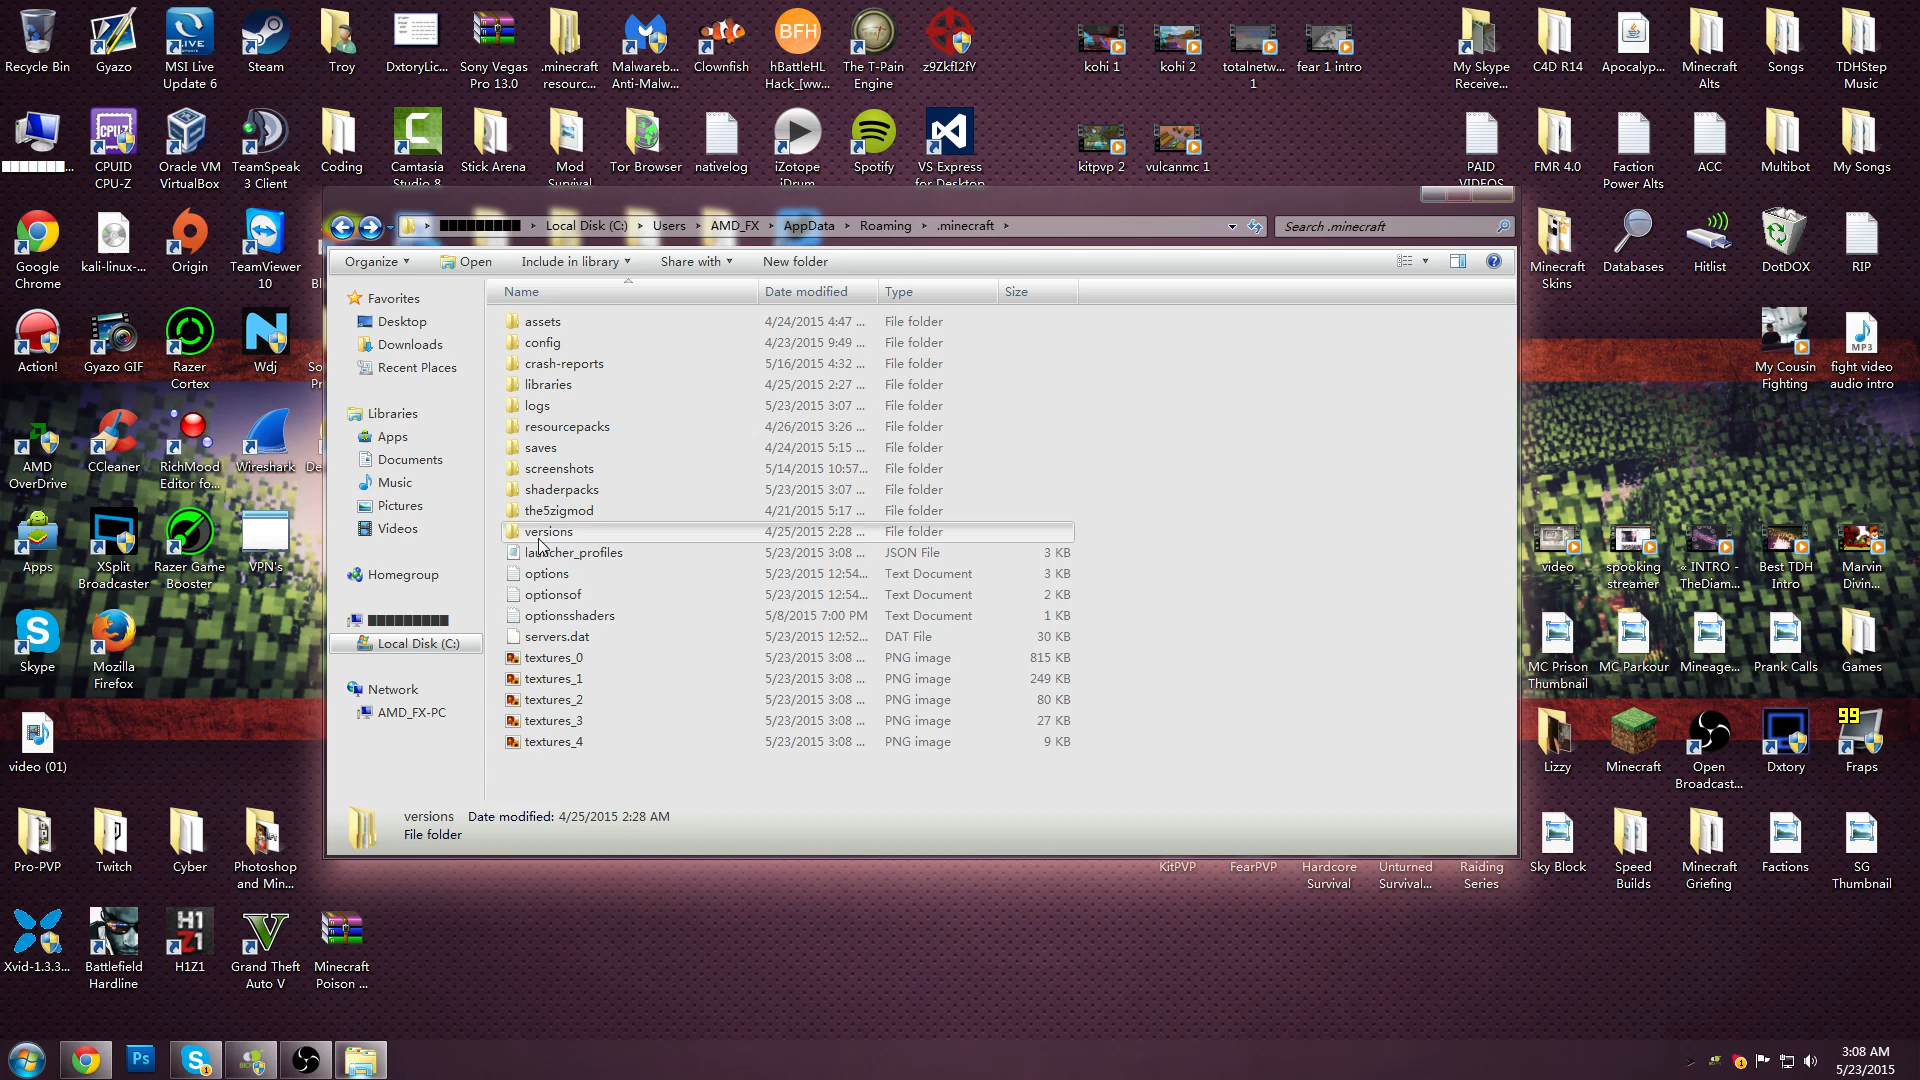 Recycle Bin
Gyazo
MSI Live
Update 6
Steam
Troy
DxtoryLic...
Sony Vegas
Pro 13.0
.minecraft
resourc...
Malwareb...
Anti-Malw...
Clownfish
BFH
hBattleHL
Hack_[ww...
The T-Pain
Engine
z9ZkfI2fY
kohi 1
kohi 2
totalnetw...
1
fear 1 intro
My Skype
Receive...
C4D R14
Apocalyp...
Minecraft
Alts
Songs
TDHStep
Music
CPUID
CPU-Z
Oracle VM
VirtualBox
TeamSpeak
3 Client
Coding
Camtasia
Studio 8
Stick Arena
Mod
Survival
Tor Browser
nativelog
iZotope
iDrum
Spotify
VS Express
for Desktop
kitpvp 2
vulcanmc 1
PAID
VIDEOS
FMR 4.0
Faction
Power Alts
ACC
Multibot
My Songs
Google
Chrome
kali-linux-...
Origin
TeamViewer
10
Minecraft
Skins
Databases
Hitlist
DotDOX
RIP
Action!
Gyazo GIF
Razer
Cortex
Wdj
My Cousin
Fighting
MP3
fight video
audio intro
AMD
OverDrive
CCleaner
RichMood
Editor fo...
Wireshark
Apps
XSplit
Broadcaster
Razer Game
Booster
VPN's
video
spooking
streamer
« INTRO -
TheDiam...
Best TDH
Intro
Marvin
Divin...
Skype
Mozilla
Firefox
MC Prison
Thumbnail
MC Parkour
Mineage...
Prank Calls
Games
video (01)
Lizzy
Minecraft
Open
Broadcast...
Dxtory
99
Fraps
Pro-PVP
Twitch
Cyber
Photoshop
and Min...
KitPVP
FearPVP
Hardcore
Survival
Unturned
Survival...
Raiding
Series
Sky Block
Speed
Builds
Minecraft
Griefing
Factions
SG
Thumbnail
Xvid-1.3.3...
Battlefield
Hardline
H1Z1
Grand Theft
Auto V
Minecraft
Poison ...
Local Disk (C:) Users AMD_FX AppData Roaming .minecraft
Search .minecraft
Organize Open Include in library Share with New folder
Favorites
Desktop
Downloads
Recent Places
Libraries
Apps
Documents
Music
Pictures
Videos
Homegroup
Local Disk (C:)
Network
AMD_FX-PC
Name Date modified Type Size
assets 4/24/2015 4:47 ... File folder
config 4/23/2015 9:49 ... File folder
crash-reports 5/16/2015 4:32 ... File folder
libraries 4/25/2015 2:27 ... File folder
logs 5/23/2015 3:07 ... File folder
resourcepacks 4/26/2015 3:26 ... File folder
saves 4/24/2015 5:15 ... File folder
screenshots 5/14/2015 10:57... File folder
shaderpacks 5/23/2015 3:07 ... File folder
the5zigmod 4/21/2015 5:17 ... File folder
versions 4/25/2015 2:28 ... File folder
launcher_profiles 5/23/2015 3:08 ... JSON File 3 KB
options 5/23/2015 12:54... Text Document 3 KB
optionsof 5/23/2015 12:54... Text Document 2 KB
optionsshaders 5/8/2015 7:00 PM Text Document 1 KB
servers.dat 5/23/2015 12:52... DAT File 30 KB
textures_0 5/23/2015 3:08 ... PNG image 815 KB
textures_1 5/23/2015 3:08 ... PNG image 249 KB
textures_2 5/23/2015 3:08 ... PNG image 80 KB
textures_3 5/23/2015 3:08 ... PNG image 27 KB
textures_4 5/23/2015 3:08 ... PNG image 9 KB
versions Date modified: 4/25/2015 2:28 AM
File folder
3:08 AM
5/23/2015